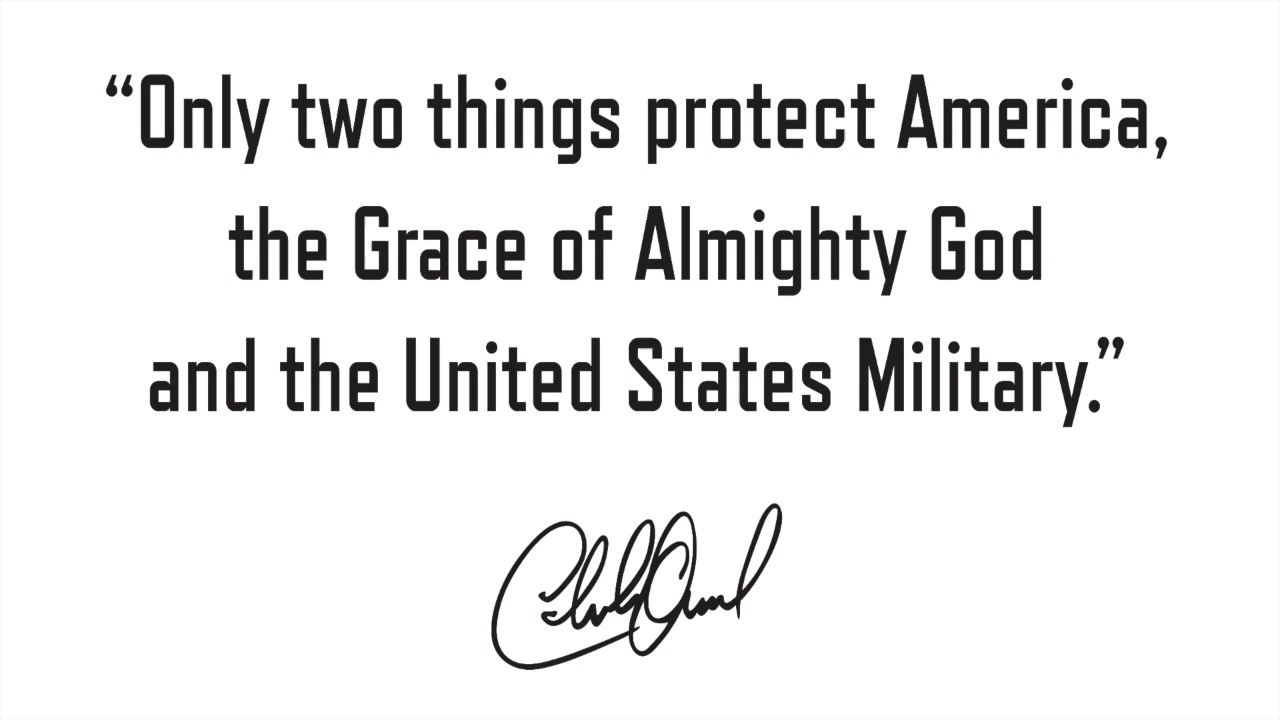 “Only two things protect America,
the Grace of Almighty God
and the United States Military.”